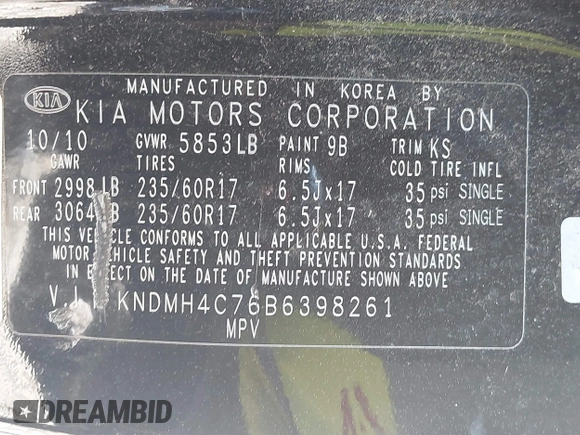 MANUFACTURED IN KOREA BY
KIA KIA MOTORS CORPORATION
10/10 GVWR 5853LB PAINT 9B TRIM KS
GAWR TIRES RIMS COLD TIRE INFL
FRONT 2998LB 235/60R17 6.5Jx17 35 psi SINGLE
REAR 3064 B 235/60R17 6.5Jx17 35 psi SINGLE
THIS VEHICLE CONFORMS TO ALL APPLICABLE U.S.A. FEDERAL
MOTOR VEHICLE SAFETY AND THEFT PREVENTION STANDARDS
IN EFFECT ON THE DATE OF MANUFACTURE SHOWN ABOVE
V.I KNDMH4C76B6398261
MPV
DREAMBID